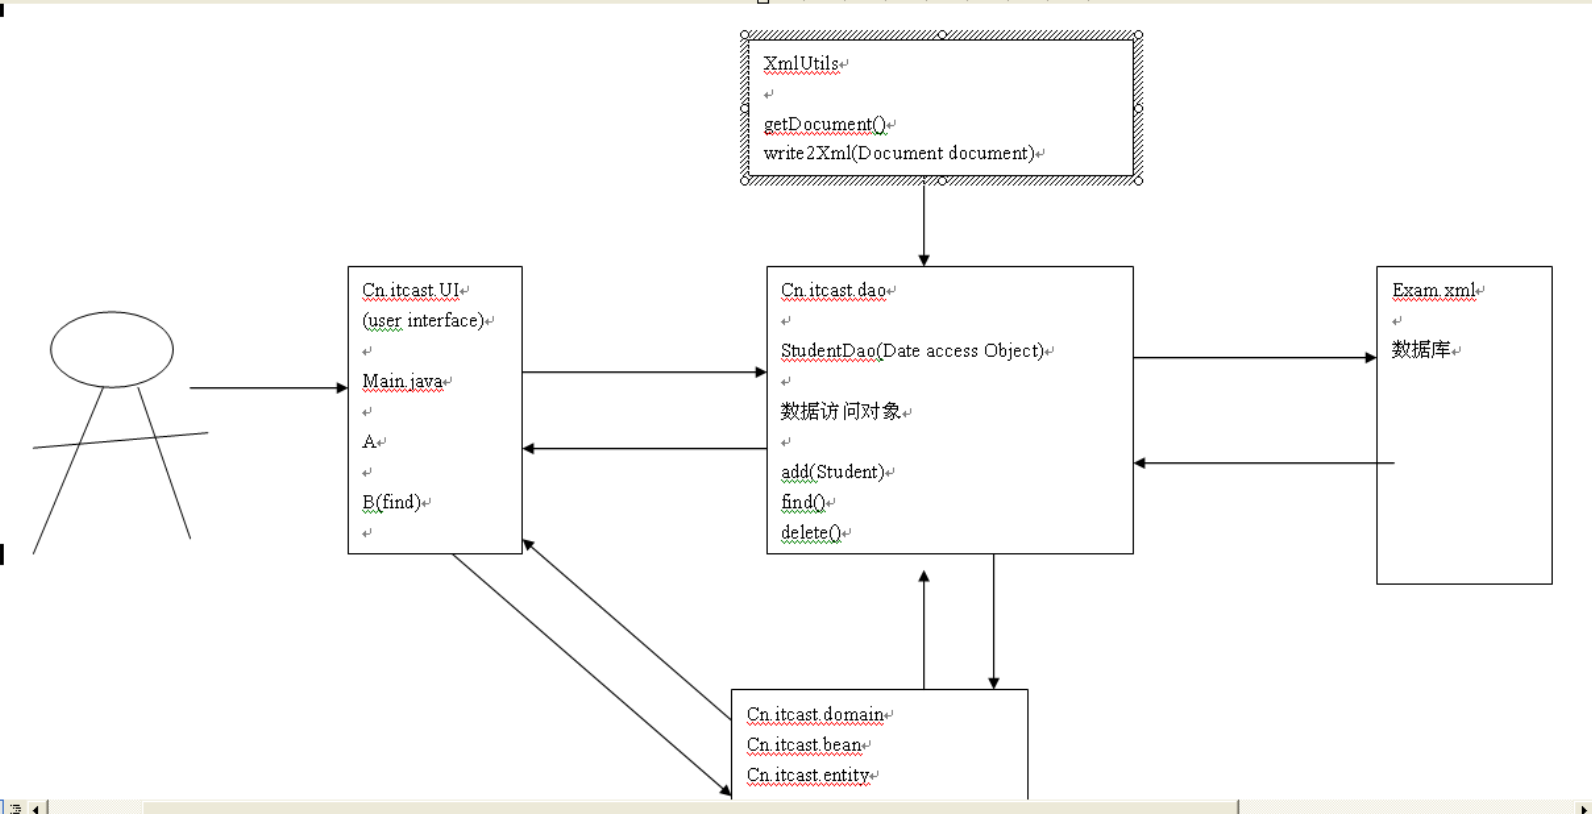 XmlUtils
getDocument()
write2Xml(Document document)
Cn.itcast.UI
(user interface)
Main.java
A
B(find)
Cn.itcast.dao
StudentDao(Date access Object)
数据访问对象
add(Student)
find()
delete()
Exam.xml
数据库
Cn.itcast.domain
Cn.itcast.bean
Cn.itcast.entity